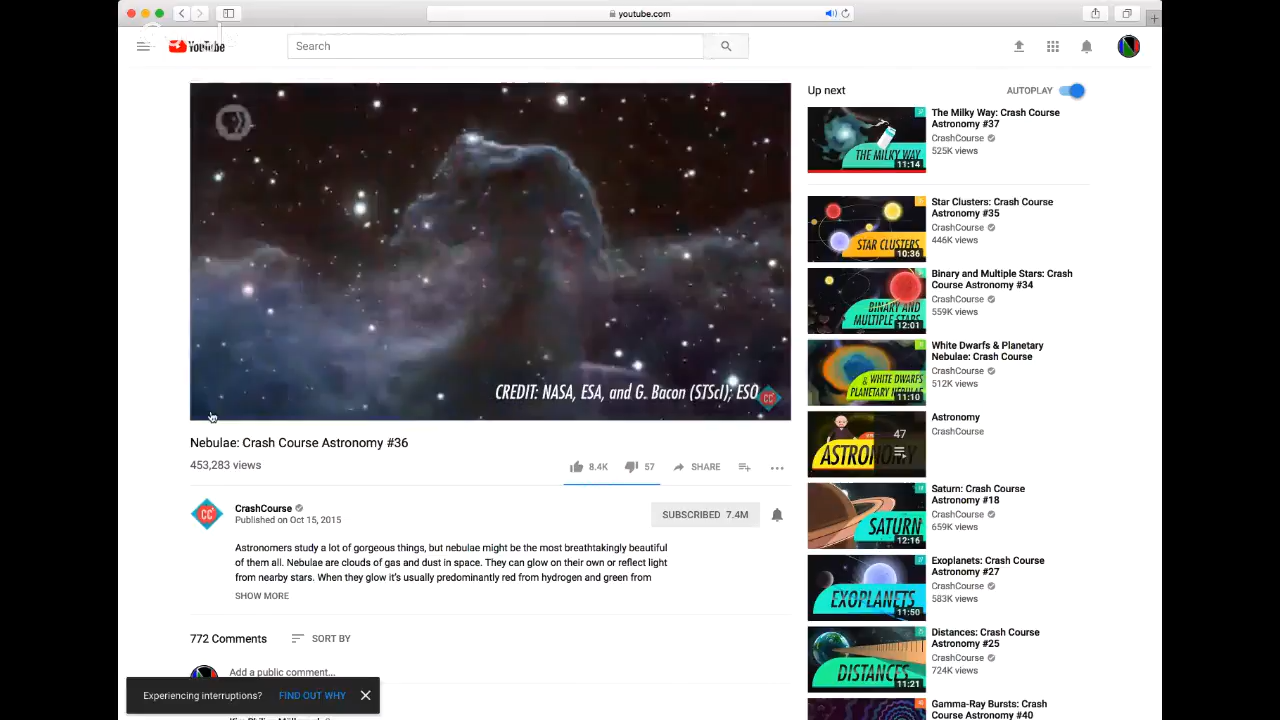 youtube.com
YouTube
Search
CREDIT: NASA, ESA, and G. Bacon (STScI); ESO
CC
Nebulae: Crash Course Astronomy #36
453,283 views
8.4K
57
SHARE
CC
CrashCourse
Published on Oct 15, 2015
SUBSCRIBED 7.4M
Astronomers study a lot of gorgeous things, but nebulae might be the most breathtakingly beautiful
of them all. Nebulae are clouds of gas and dust in space. They can glow on their own or reflect light
from nearby stars. When they glow it's usually predominantly red from hydrogen and green from
SHOW MORE
772 Comments
SORT BY
Add a public comment...
Experiencing interruptions? FIND OUT WHY
Up next
AUTOPLAY
THE MILKY WAY
11:14
The Milky Way: Crash Course
Astronomy #37
CrashCourse
525K views
STAR CLUSTERS
10:36
Star Clusters: Crash Course
Astronomy #35
CrashCourse
446K views
BINARY AND
MULTIPLE STARS
12:01
Binary and Multiple Stars: Crash
Course Astronomy #34
CrashCourse
559K views
& WHITE DWARFS
PLANETARY NEBULAE
11:10
White Dwarfs & Planetary
Nebulae: Crash Course
CrashCourse
512K views
ASTRONOMY
47
Astronomy
CrashCourse
SATURN
12:16
Saturn: Crash Course
Astronomy #18
CrashCourse
659K views
EXOPLANETS
11:50
Exoplanets: Crash Course
Astronomy #27
CrashCourse
583K views
DISTANCES
11:21
Distances: Crash Course
Astronomy #25
CrashCourse
724K views
Gamma-Ray Bursts: Crash
Course Astronomy #40